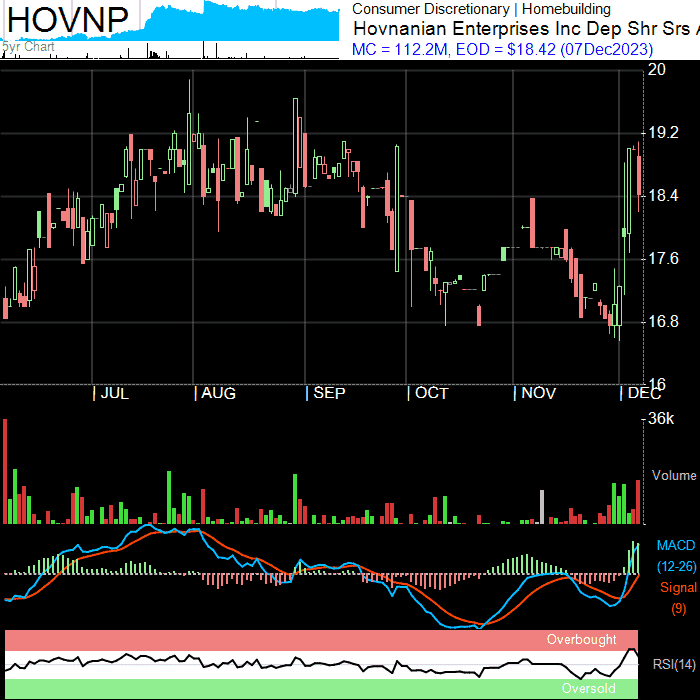 HOVNP
5yr Chart
Consumer Discretionary | Homebuilding
Hovnanian Enterprises Inc Dep Shr Srs A
MC = 112.2M, EOD = $18.42 (07Dec2023)
20
19.2
18.4
17.6
16.8
16
| JUL | AUG | SEP | OCT | NOV | DEC
36k
Volume
MACD
(12-26)
Signal
(9)
Overbought
RSI(14)
Oversold